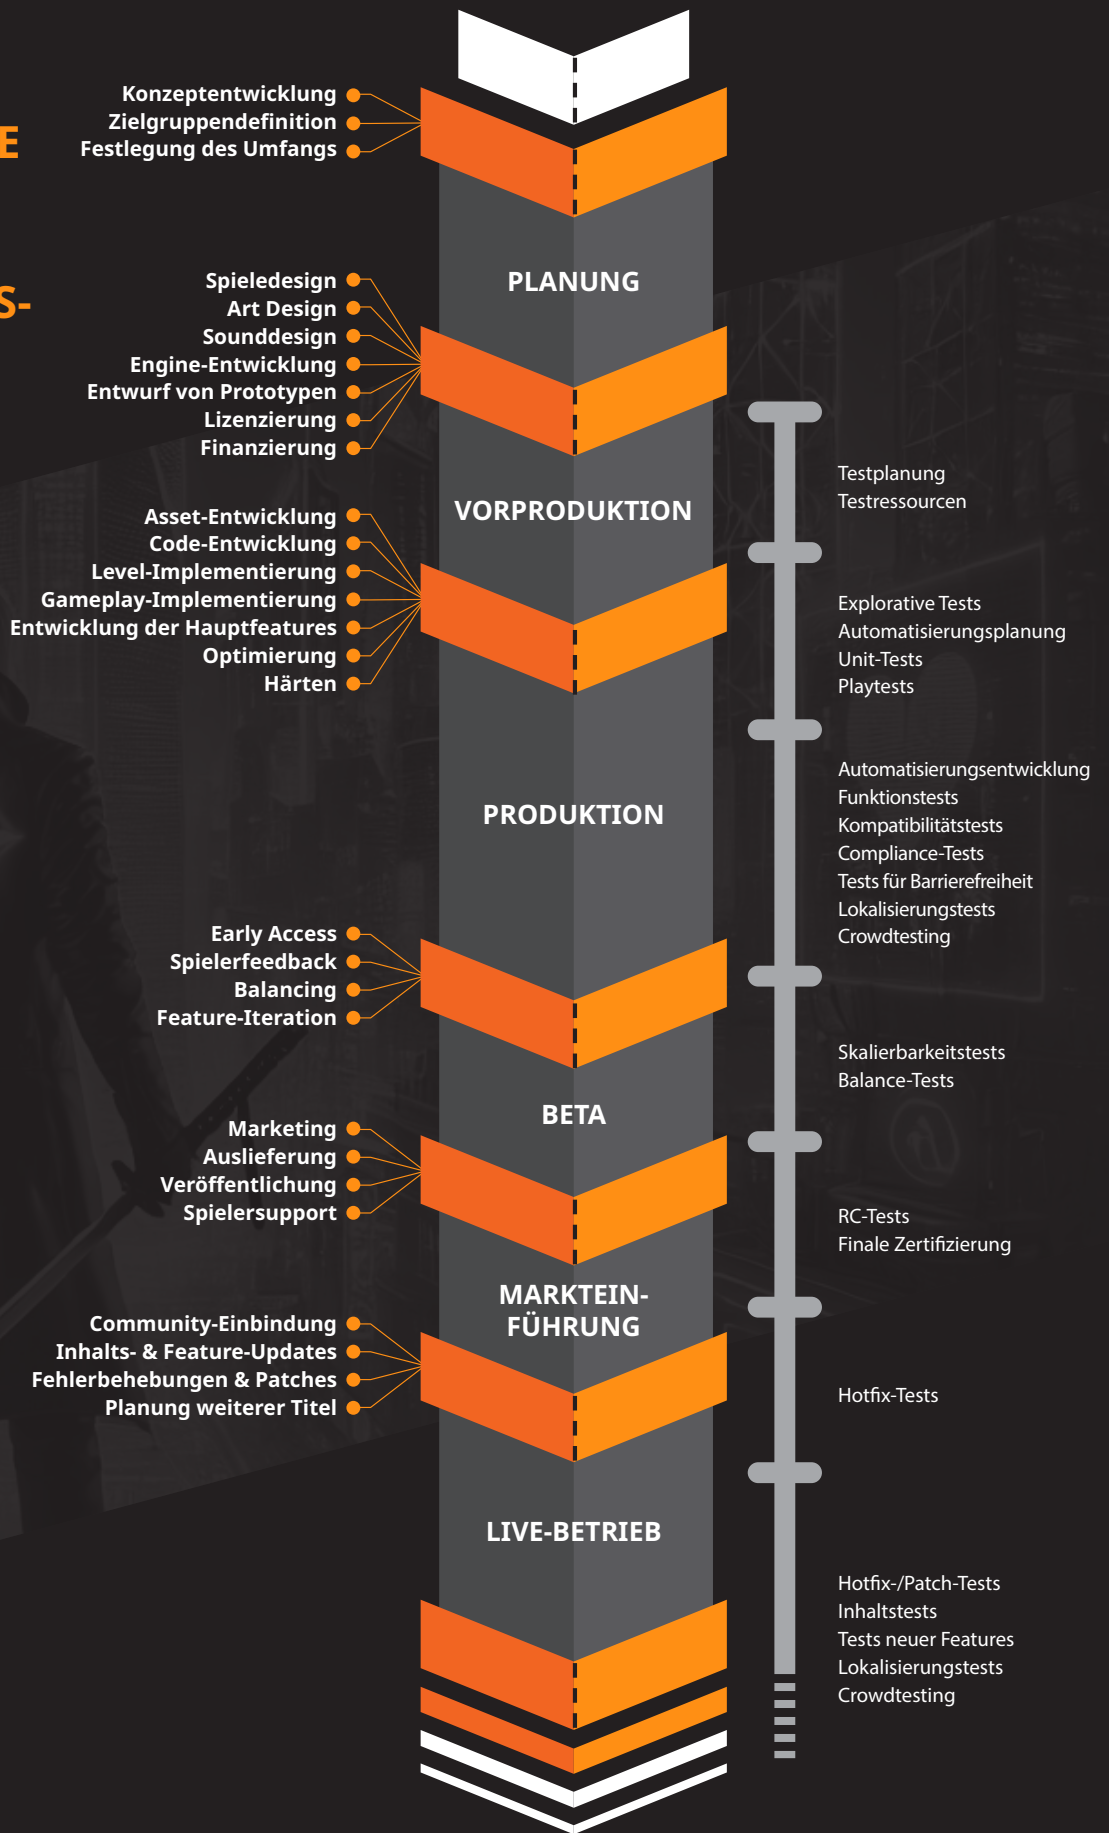 Konzeptentwicklung
Zielgruppendefinition
Festlegung des Umfangs
E
S-
PLANUNG
Spieledesign
Art Design
Sounddesign
Engine-Entwicklung
Entwurf von Prototypen
Lizenzierung
Finanzierung
VORPRODUKTION
Testplanung
Testressourcen
Asset-Entwicklung
Code-Entwicklung
Level-Implementierung
Gameplay-Implementierung
Entwicklung der Hauptfeatures
Optimierung
Härten
Explorative Tests
Automatisierungsplanung
Unit-Tests
Playtests
PRODUKTION
Automatisierungsentwicklung
Funktionstests
Kompatibilitätstests
Compliance-Tests
Tests für Barrierefreiheit
Lokalisierungstests
Crowdtesting
Early Access
Spielerfeedback
Balancing
Feature-Iteration
BETA
Skalierbarkeitstests
Balance-Tests
Marketing
Auslieferung
Veröffentlichung
Spielersupport
RC-Tests
Finale Zertifizierung
MARKTEIN-
FÜHRUNG
Community-Einbindung
Inhalts- & Feature-Updates
Fehlerbehebungen & Patches
Planung weiterer Titel
Hotfix-Tests
LIVE-BETRIEB
Hotfix-/Patch-Tests
Inhaltstests
Tests neuer Features
Lokalisierungstests
Crowdtesting